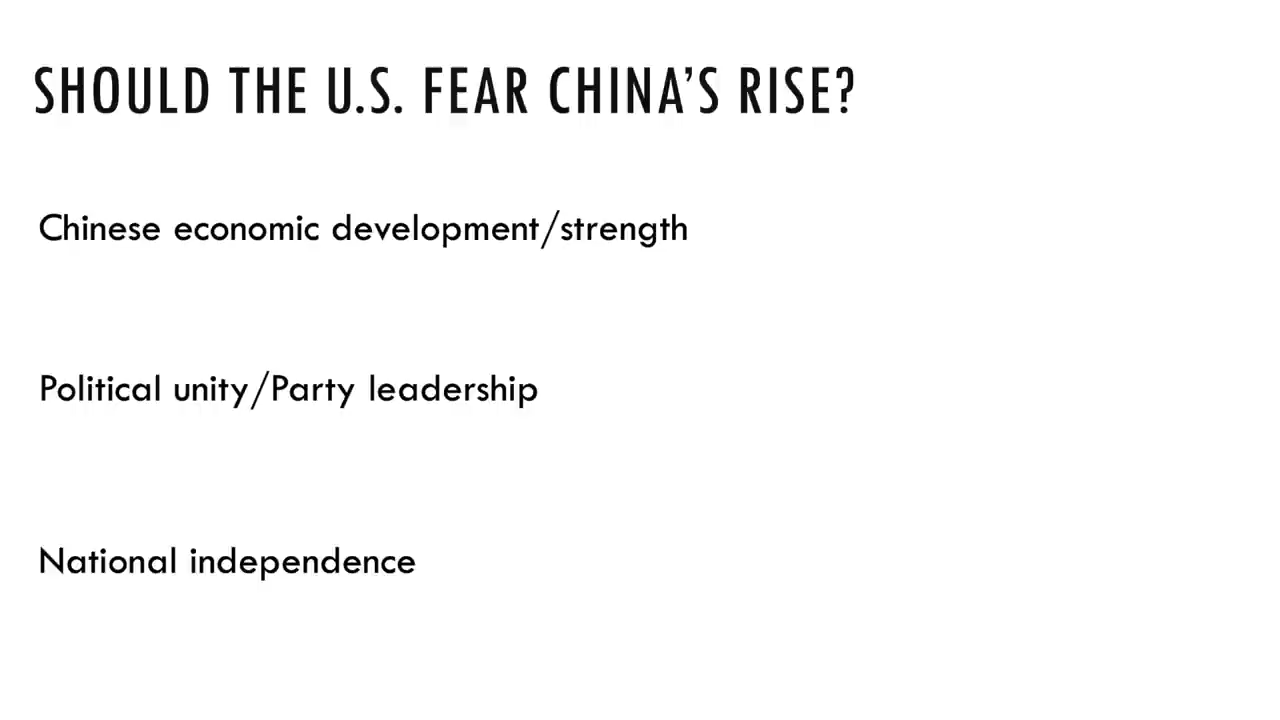 SHOULD THE U.S. FEAR CHINA'S RISE?
Chinese economic development/strength
Political unity/Party leadership
National independence